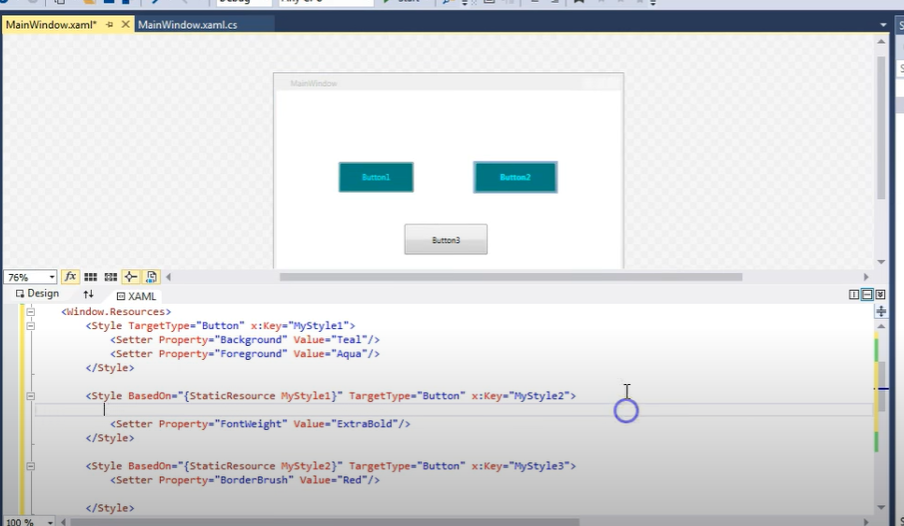 MainWindow.xaml*
MainWindow.xaml.cs
MainWindow
Button1
Button2
Button3
76%
fx
Design
XAML
<Window.Resources>
<Style TargetType="Button" x:Key="MyStyle1">
<Setter Property="Background" Value="Teal"/>
<Setter Property="Foreground" Value="Aqua"/>
</Style>
<Style BasedOn="{StaticResource MyStyle1}" TargetType="Button" x:Key="MyStyle2">
<Setter Property="FontWeight" Value="ExtraBold"/>
</Style>
<Style BasedOn="{StaticResource MyStyle2}" TargetType="Button" x:Key="MyStyle3">
<Setter Property="BorderBrush" Value="Red"/>
</Style>
100 %